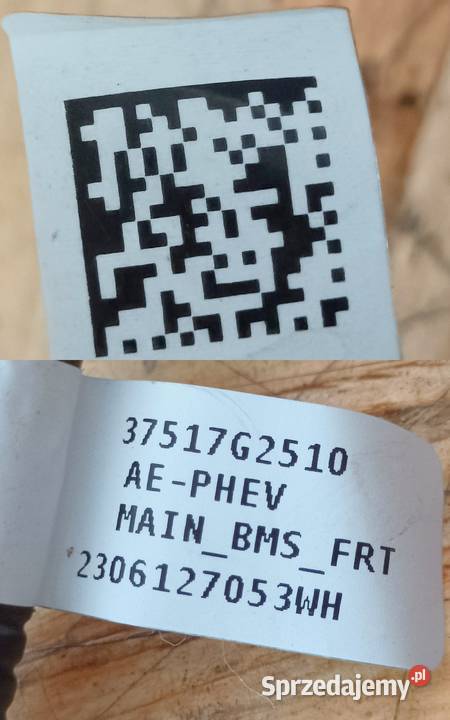 37517G2510
AE-PHEV
MAIN_BMS_FRT
2306127053WH
Sprzedajemy.pl